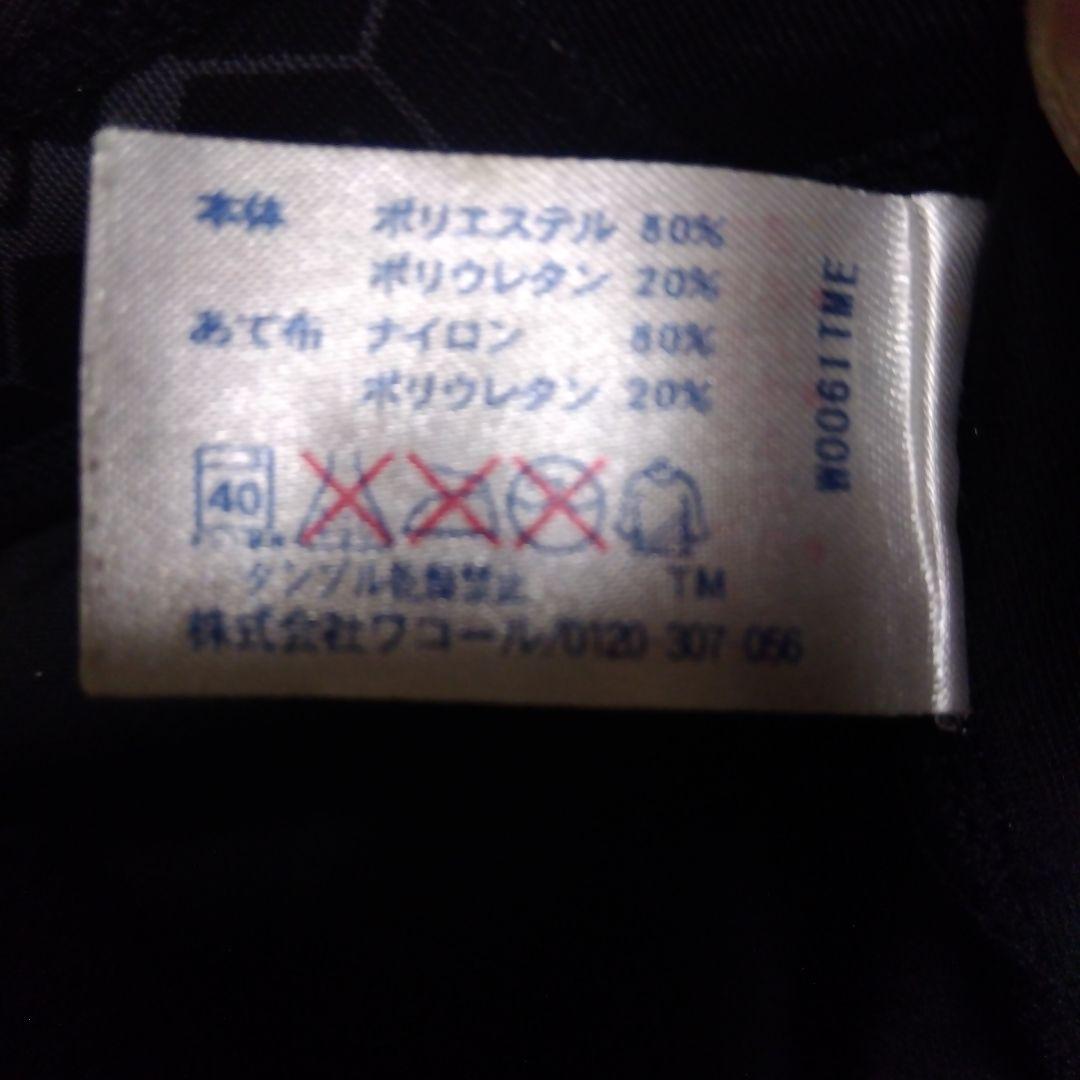 本体 ポリエステル 80%
ポリウレタン 20%
あて布 ナイロン 80%
ポリウレタン 20%
40
タンブル乾燥禁止 TM
株式会社ワコール/0120 307 056
W0061TME